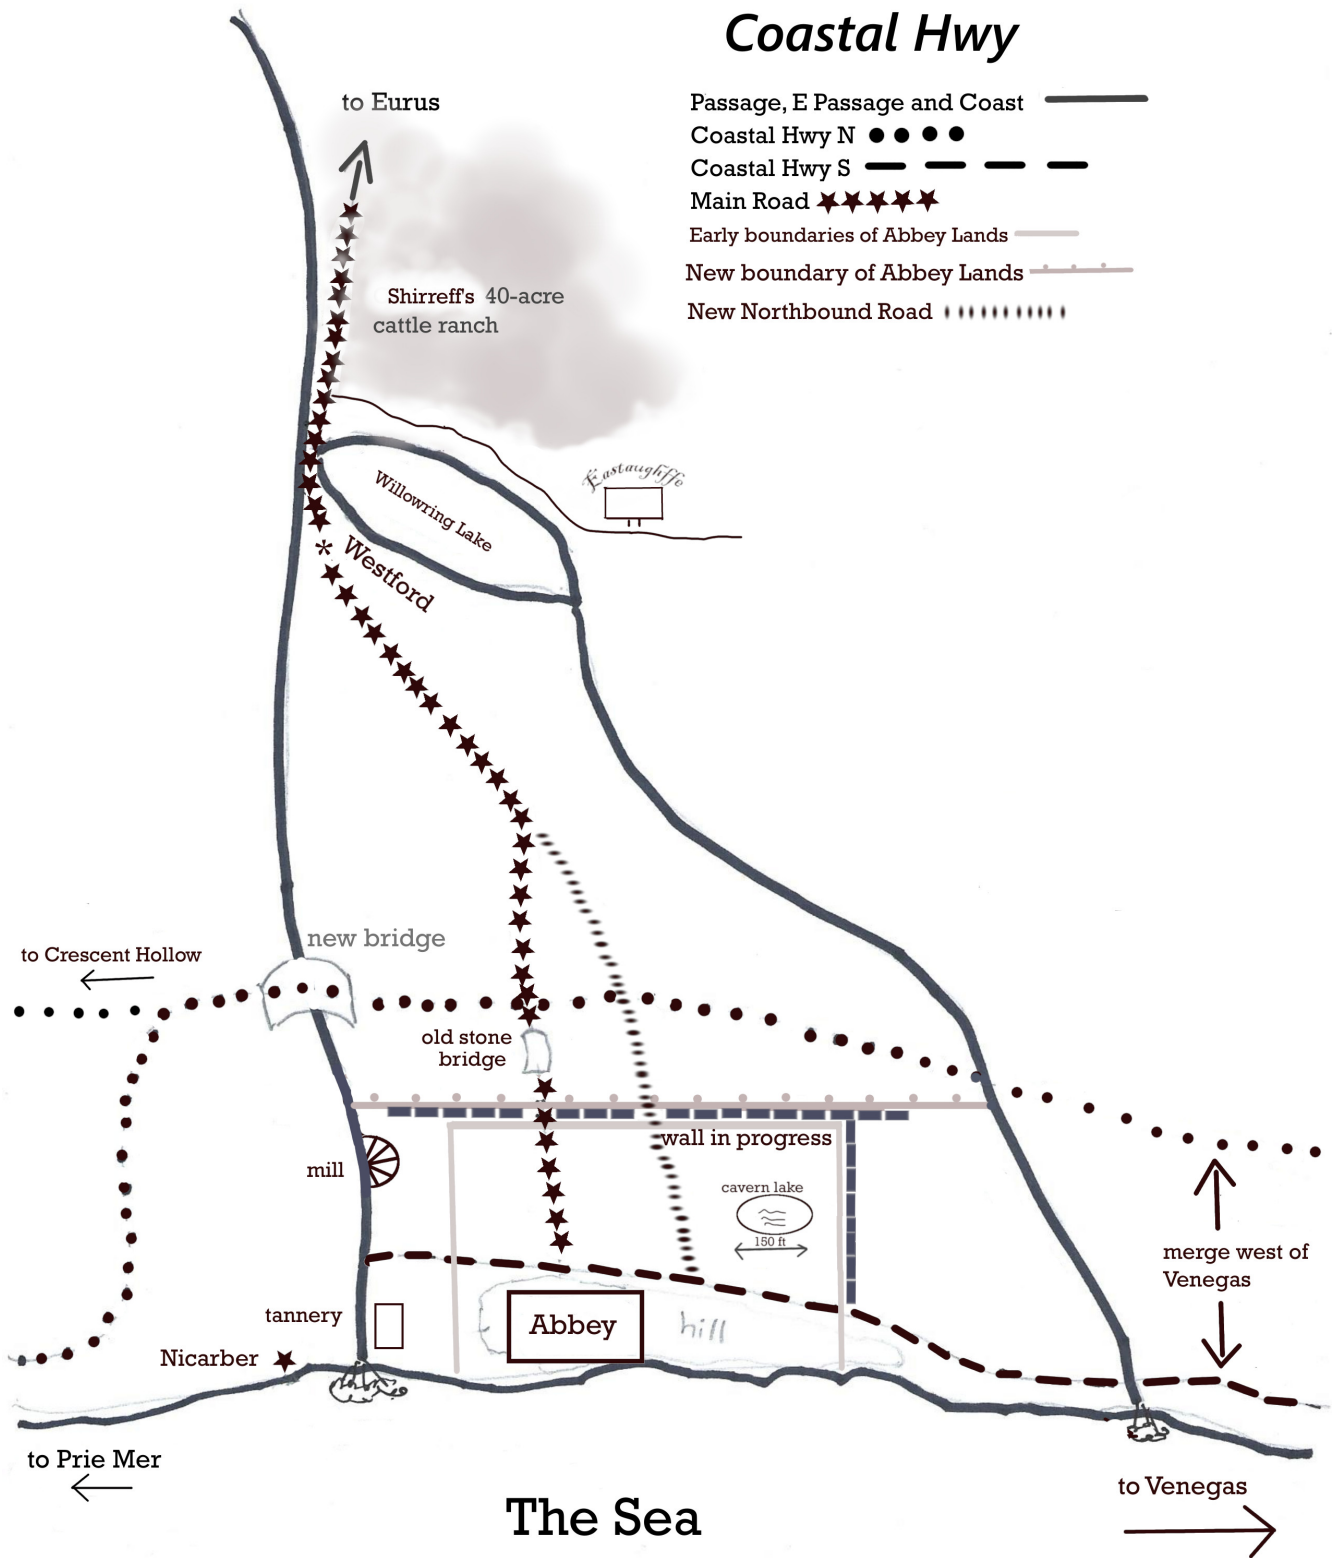 Coastal Hwy
to Eurus
Passage, E Passage and Coast
Coastal Hwy N
Coastal Hwy S
Main Road
Early boundaries of Abbey Lands
New boundary of Abbey Lands
New Northbound Road
Shirreff's 40-acre
cattle ranch
Eastaughffe
Willowring Lake
* Westford
new bridge
to Crescent Hollow
old stone
bridge
wall in progress
mill
cavern lake
150 ft
merge west of
Venegas
tannery
Abbey
hill
Nicarber
to Prie Mer
to Venegas
The Sea